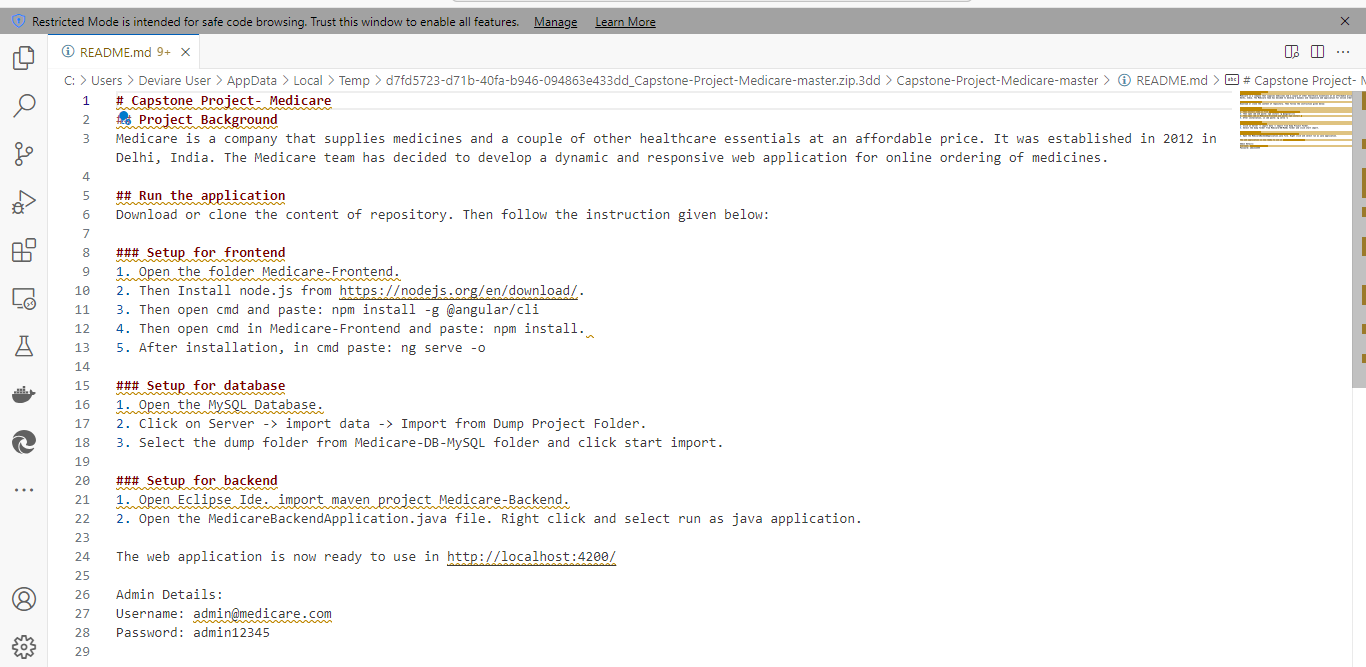 Restricted Mode is intended for safe code browsing. Trust this window to enable all features. Manage Learn More
README.md 9+
C: > Users > Deviare User > AppData > Local > Temp > d7fd5723-d71b-40fa-b946-094863e433dd_Capstone-Project-Medicare-master.zip.3dd > Capstone-Project-Medicare-master > README.md > # Capstone Project- M
1 # Capstone Project- Medicare
2 ## Project Background
3 Medicare is a company that supplies medicines and a couple of other healthcare essentials at an affordable price. It was established in 2012 in
Delhi, India. The Medicare team has decided to develop a dynamic and responsive web application for online ordering of medicines.
4
5 ## Run the application
6 Download or clone the content of repository. Then follow the instruction given below:
7
8 ### Setup for frontend
9 1. Open the folder Medicare-Frontend.
10 2. Then Install node.js from https://nodejs.org/en/download/.
11 3. Then open cmd and paste: npm install -g @angular/cli
12 4. Then open cmd in Medicare-Frontend and paste: npm install.
13 5. After installation, in cmd paste: ng serve -o
14
15 ### Setup for database
16 1. Open the MySQL Database.
17 2. Click on Server -> import data -> Import from Dump Project Folder.
18 3. Select the dump folder from Medicare-DB-MySQL folder and click start import.
19
20 ### Setup for backend
21 1. Open Eclipse Ide. import maven project Medicare-Backend.
22 2. Open the MedicareBackendApplication.java file. Right click and select run as java application.
23
24 The web application is now ready to use in http://localhost:4200/
25
26 Admin Details:
27 Username: admin@medicare.com
28 Password: admin12345
29